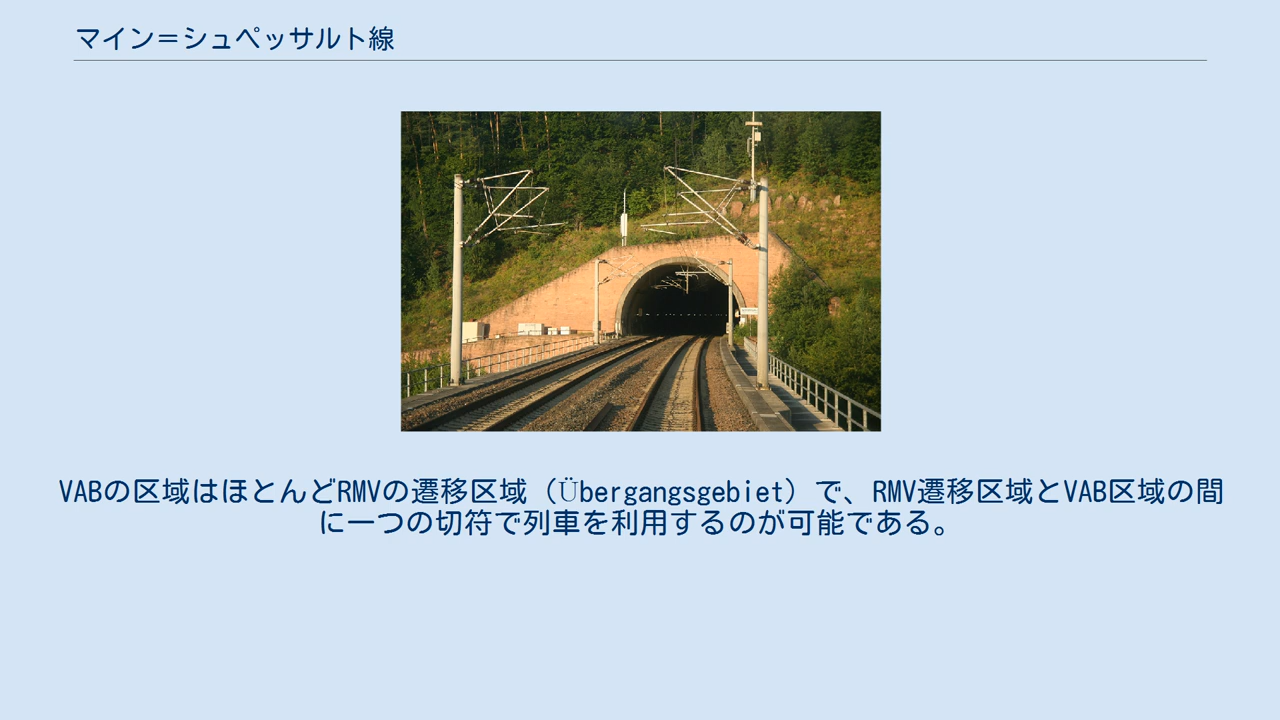 マイン＝シュペッサルト線
VABの区域はほとんどRMVの遷移区域（Übergangsgebiet）で、RMV遷移区域とVAB区域の間
に一つの切符で列車を利用するのが可能である。